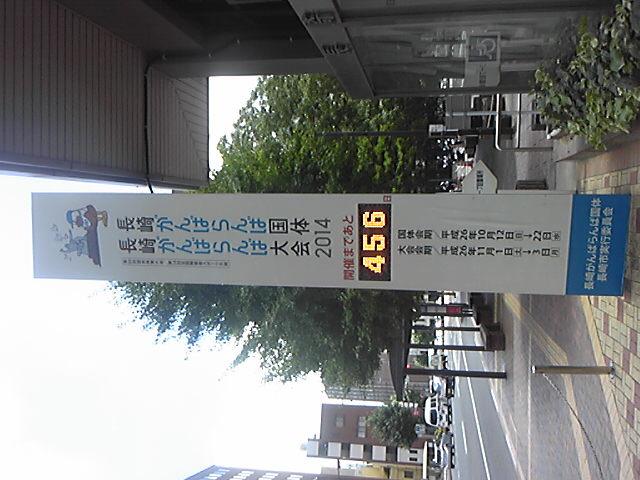 長崎がんばらんば国体
長崎がんばらんば大会
2014
開催まであと
456
日
国体会期/平成26年10月12日(日)→22日(水)
大会会期/平成26年11月1日(土)→3日(月)
長崎がんばらんば国体
長崎市実行委員会